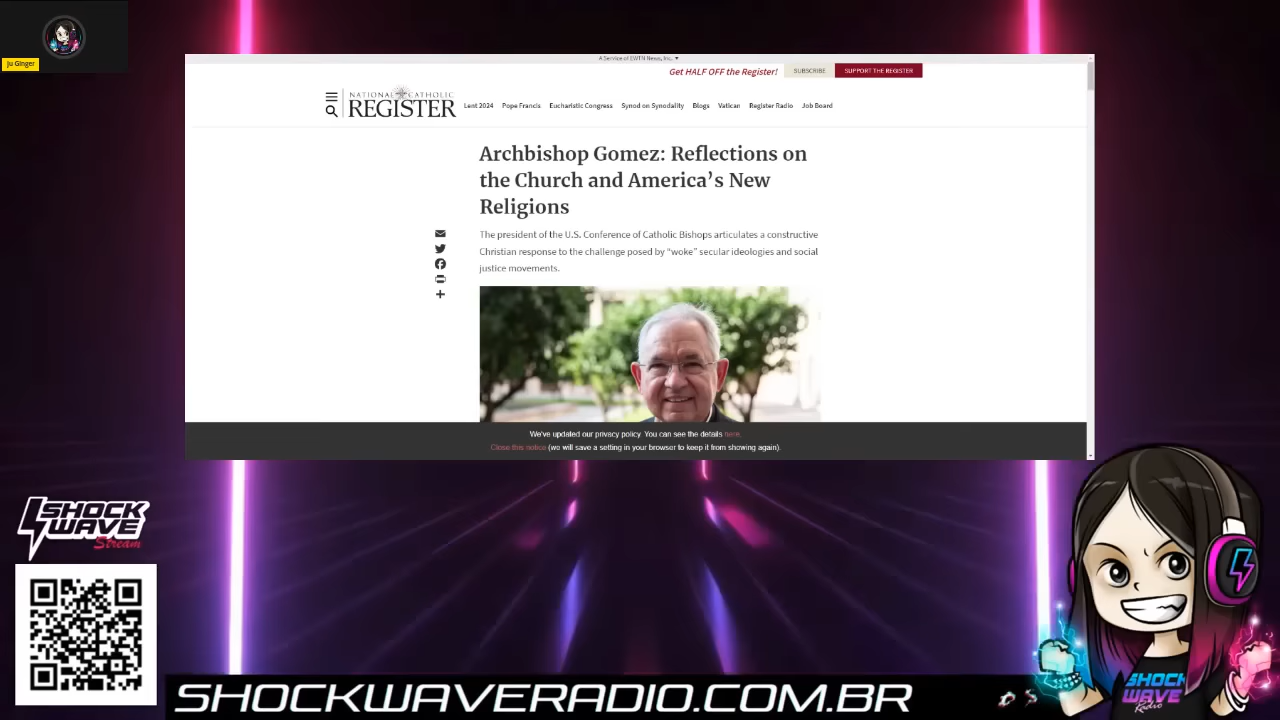 Ju Ginger
A Service of EWTN News, Inc. ▼
Get HALF OFF the Register!
SUBSCRIBE
SUPPORT THE REGISTER
NATIONAL CATHOLIC
REGISTER
Lent 2024 Pope Francis Eucharistic Congress Synod on Synodality Blogs Vatican Register Radio Job Board
Archbishop Gomez: Reflections on
the Church and America’s New
Religions
The president of the U.S. Conference of Catholic Bishops articulates a constructive
Christian response to the challenge posed by “woke” secular ideologies and social
justice movements.
We've updated our privacy policy. You can see the details here.
Close this notice (we will save a setting in your browser to keep it from showing again).
SHOCK
WAVE
Stream
SHOCKWAVERADIO.COM.BR
SHOCK
WAVE
Radio